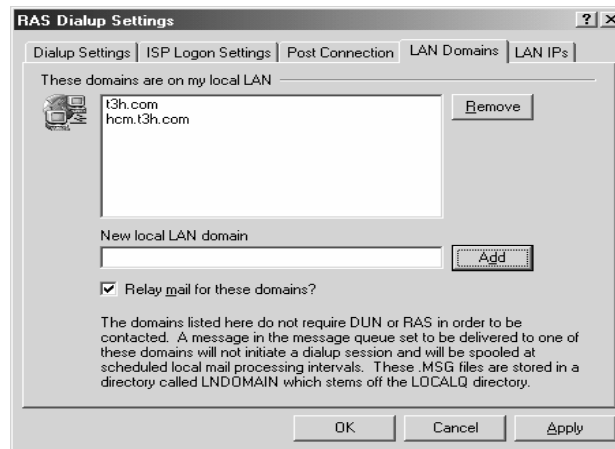 RAS Dialup Settings
Dialup Settings | ISP Logon Settings | Post Connection | LAN Domains | LAN IPs
These domains are on my local LAN
t3h.com
hcm.t3h.com
Remove
New local LAN domain
Add
Relay mail for these domains?
The domains listed here do not require DUN or RAS in order to be
contacted. A message in the message queue set to be delivered to one of
these domains will not initiate a dialup session and will be spooled at
scheduled local mail processing intervals. These .MSG files are stored in a
directory called LNDOMAIN which stems off the LOCALQ directory.
OK Cancel Apply